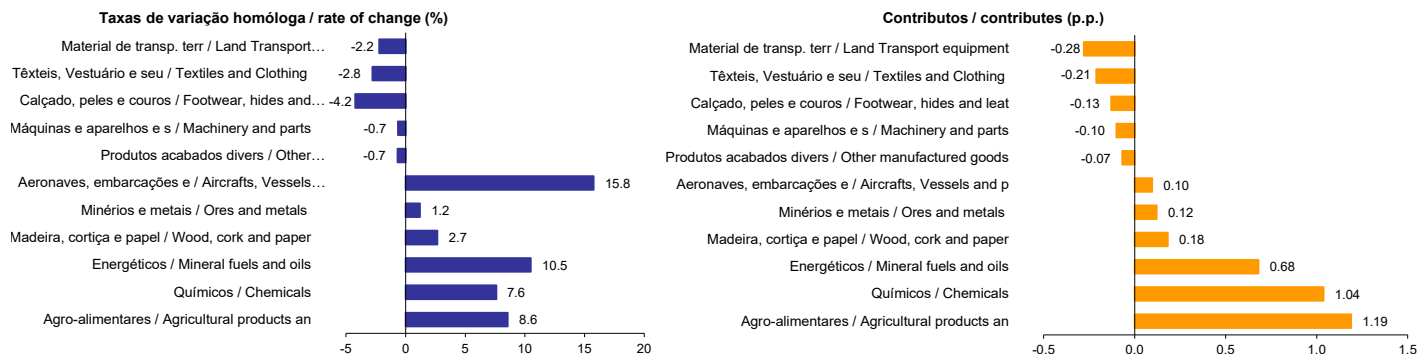 Taxas de variação homóloga / rate of change (%)
Material de transp. terr / Land Transport…
-2.2
Têxteis, Vestuário e seu / Textiles and Clothing
-2.8
Calçado, peles e couros / Footwear, hides and…
-4.2
Máquinas e aparelhos e s / Machinery and parts
-0.7
Produtos acabados divers / Other…
-0.7
Aeronaves, embarcações e / Aircrafts, Vessels…
15.8
Minérios e metais / Ores and metals
1.2
Madeira, cortiça e papel / Wood, cork and paper
2.7
Energéticos / Mineral fuels and oils
10.5
Químicos / Chemicals
7.6
Agro-alimentares / Agricultural products an
8.6
-5 0 5 10 15 20
Contributos / contributes (p.p.)
Material de transp. terr / Land Transport equipment
-0.28
Têxteis, Vestuário e seu / Textiles and Clothing
-0.21
Calçado, peles e couros / Footwear, hides and leat
-0.13
Máquinas e aparelhos e s / Machinery and parts
-0.10
Produtos acabados divers / Other manufactured goods
-0.07
Aeronaves, embarcações e / Aircrafts, Vessels and p
0.10
Minérios e metais / Ores and metals
0.12
Madeira, cortiça e papel / Wood, cork and paper
0.18
Energéticos / Mineral fuels and oils
0.68
Químicos / Chemicals
1.04
Agro-alimentares / Agricultural products an
1.19
-0.5 0.0 0.5 1.0 1.5